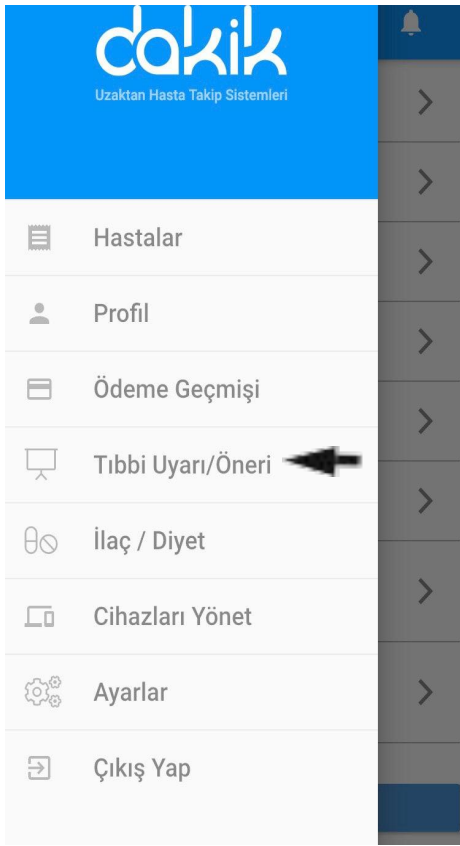 dakik
Uzaktan Hasta Takip Sistemleri
Hastalar
Profil
Ödeme Geçmişi
Tıbbi Uyarı/Öneri
İlaç / Diyet
Cihazları Yönet
Ayarlar
Çıkış Yap